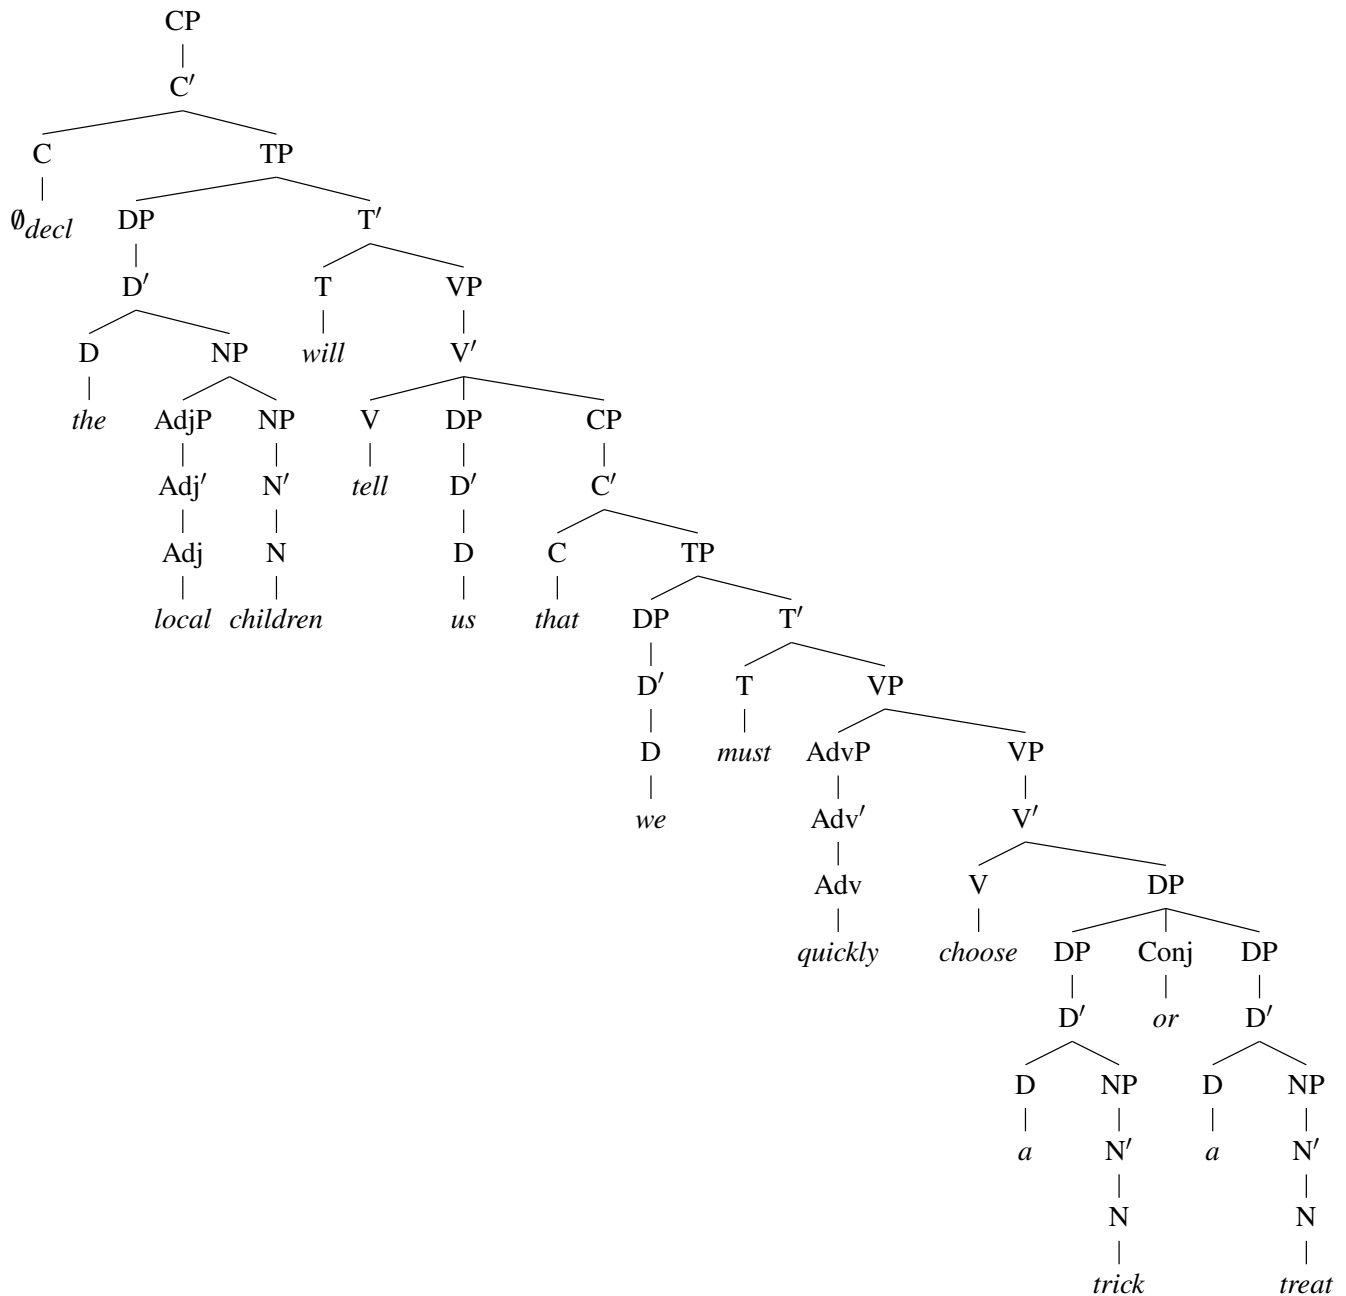 CP
C′
C TP
∅decl DP T′
D′ T VP
D NP will V′
the AdjP NP V DP CP
Adj′ N′ tell D′ C′
Adj N D C TP
local children us that DP T′
D′ T VP
D must AdvP VP
we Adv′ V′
Adv V DP
quickly choose DP Conj DP
D′ or D′
D NP D NP
a N′ a N′
N N
trick treat